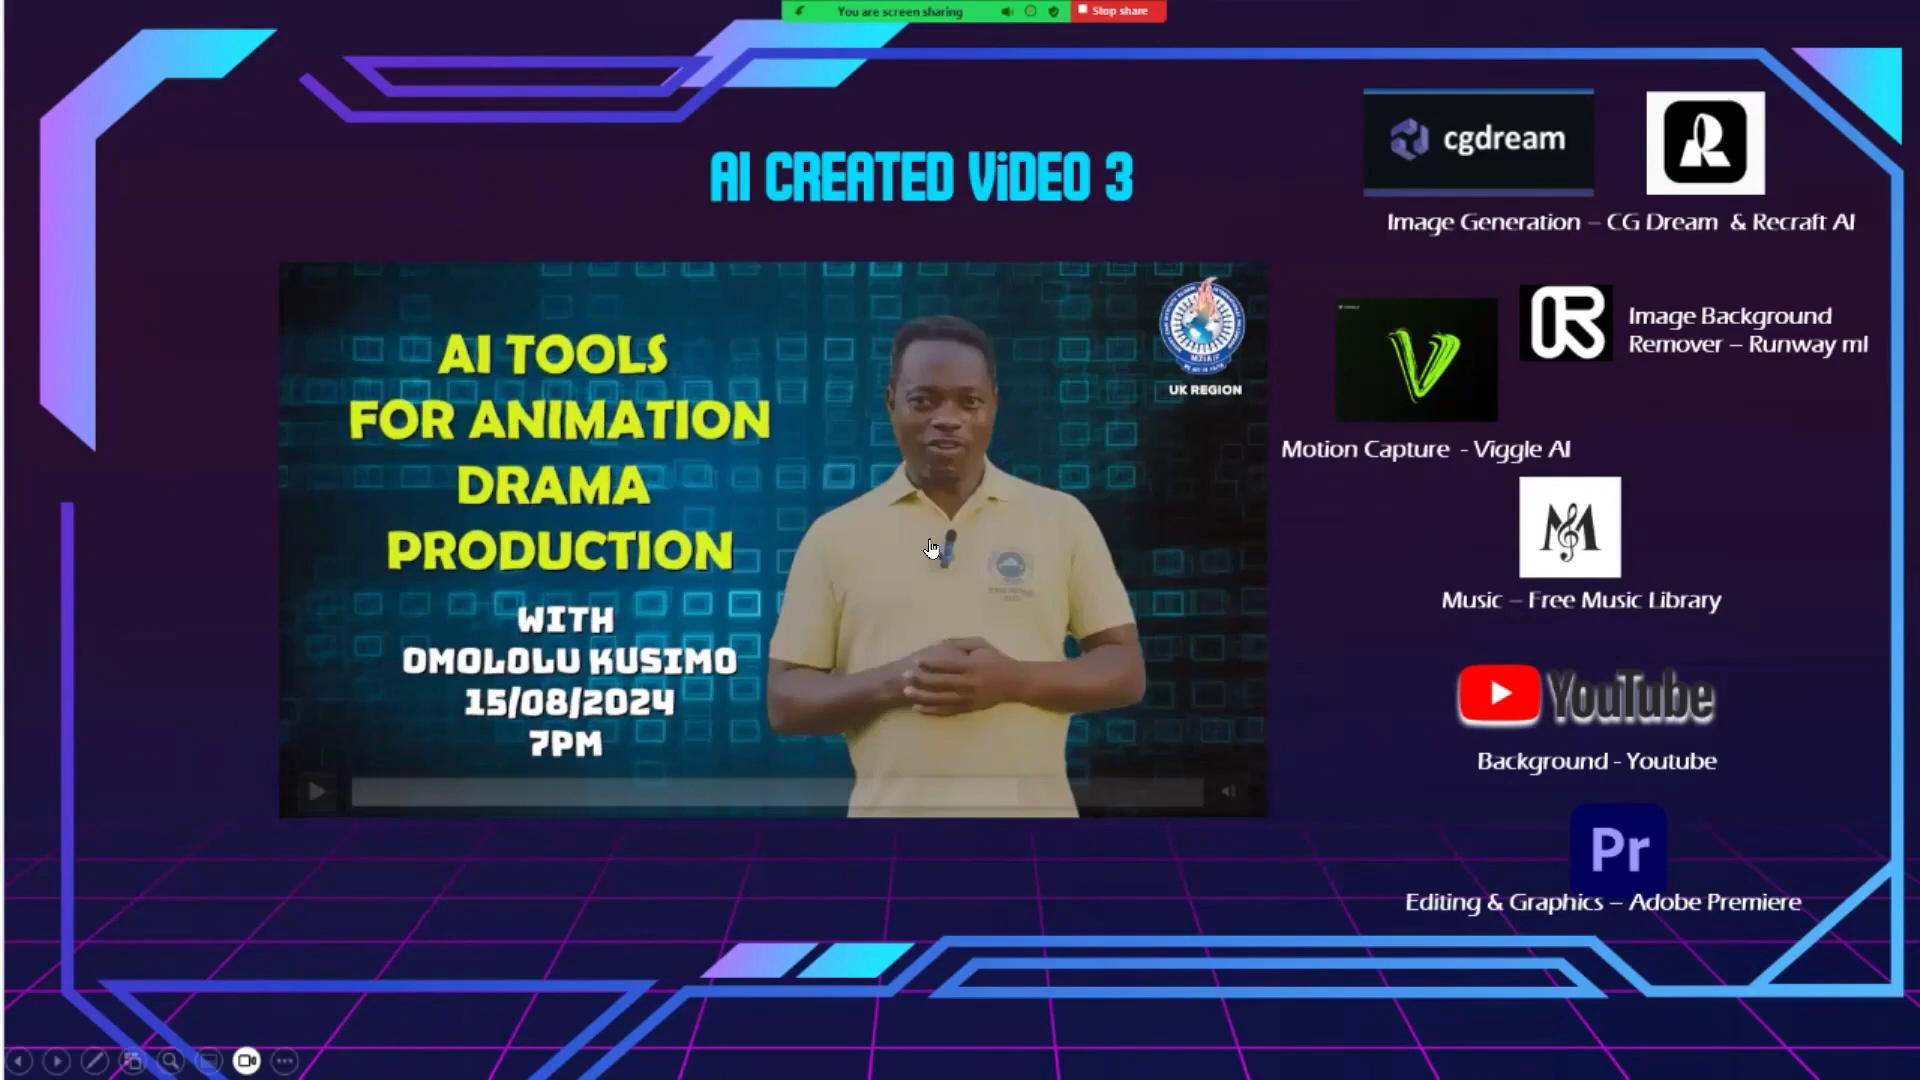 You are screen sharing
Stop share
AI CREATED ViDEO 3
cgdream
Image Generation – CG Dream & Recraft AI
AI TOOLS
FOR ANIMATION
DRAMA
PRODUCTION
WITH
OMOLOLU KUSIMO
15/08/2024
7PM
UK REGION
Image Background
Remover – Runway ml
Motion Capture - Viggle AI
Music – Free Music Library
YouTube
Background - Youtube
Pr
Editing & Graphics – Adobe Premiere